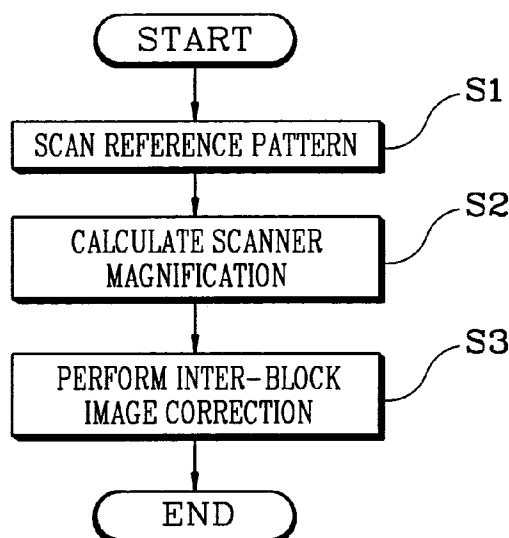 START
S1
SCAN REFERENCE PATTERN
S2
CALCULATE SCANNER
MAGNIFICATION
S3
PERFORM INTER-BLOCK
IMAGE CORRECTION
END